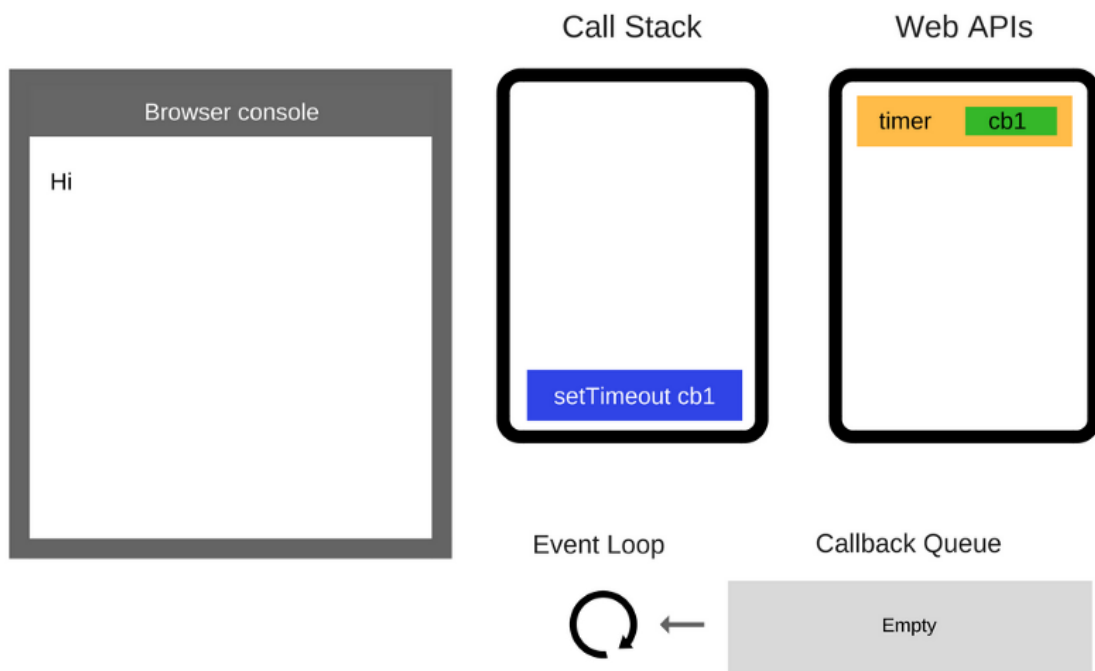 Call Stack
Web APIs
Browser console
Hi
timer
cb1
setTimeout cb1
Event Loop
Callback Queue
Empty